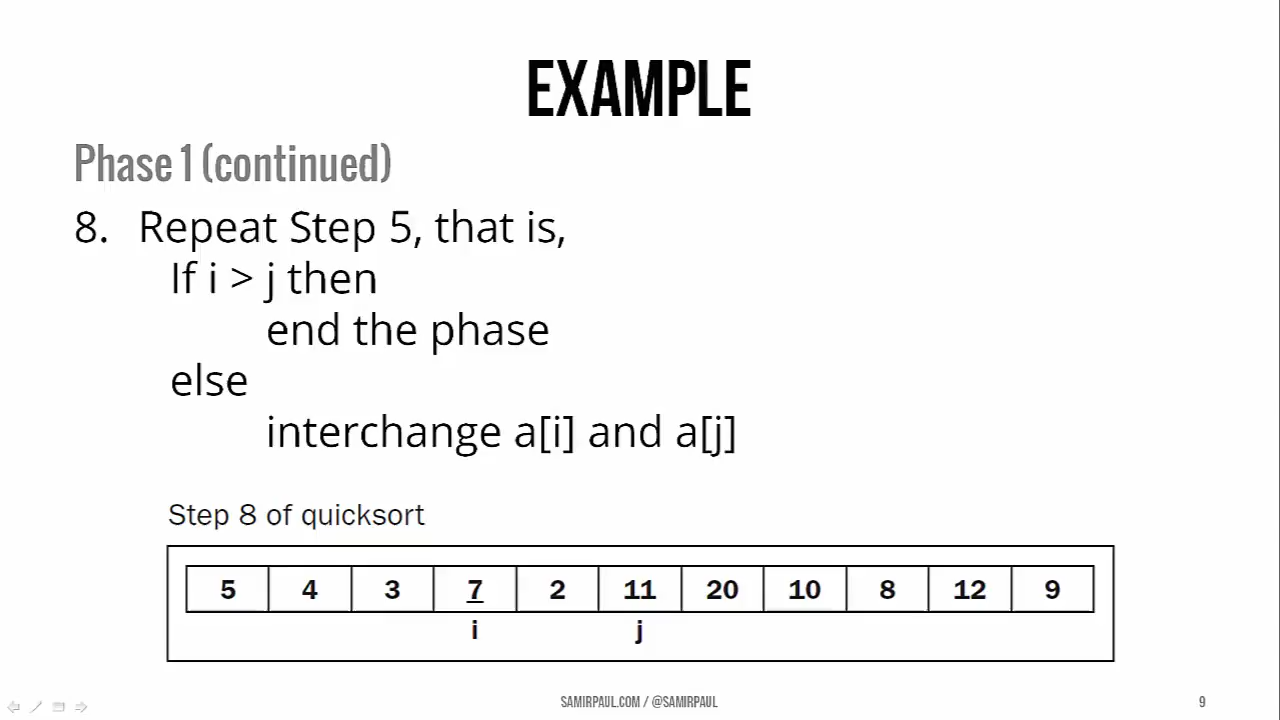 EXAMPLE
Phase 1 (continued)
8. Repeat Step 5, that is,
If i > j then
end the phase
else
interchange a[i] and a[j]
Step 8 of quicksort
5 4 3 7 2 11 20 10 8 12 9
i j
SAMIRPAUL.COM / @SAMIRPAUL 9